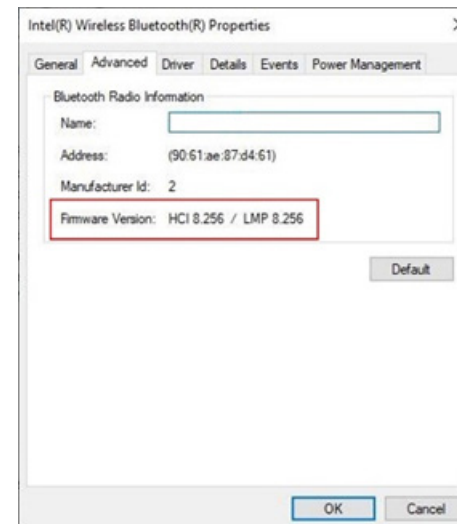 Intel(R) Wireless Bluetooth(R) Properties
General Advanced Driver Details Events Power Management
Bluetooth Radio Information
Name:
Address: (90:61:ae:87:d4:61)
Manufacturer Id: 2
Firmware Version: HCI 8.256 / LMP 8.256
Default
OK Cancel